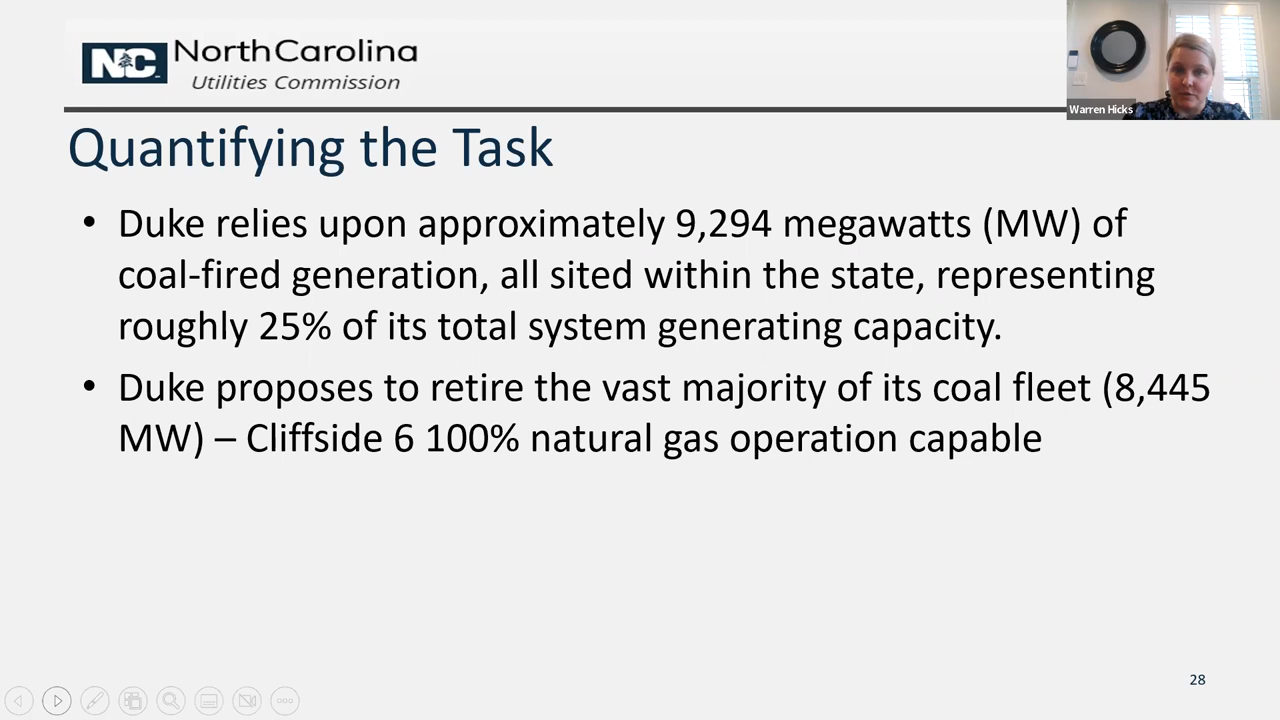 NC North Carolina
Utilities Commission
Warren Hicks
Quantifying the Task
• Duke relies upon approximately 9,294 megawatts (MW) of
coal-fired generation, all sited within the state, representing
roughly 25% of its total system generating capacity.
• Duke proposes to retire the vast majority of its coal fleet (8,445
MW) – Cliffside 6 100% natural gas operation capable
28